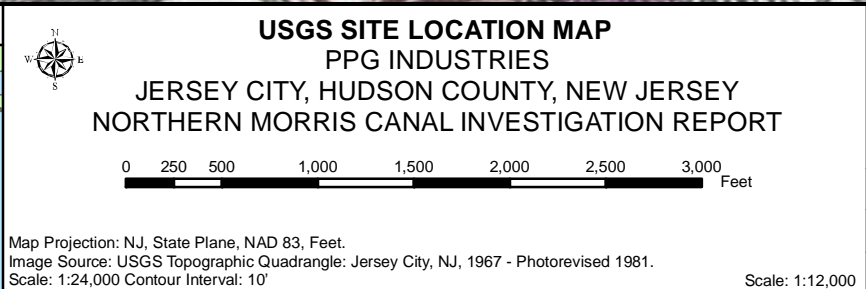 USGS SITE LOCATION MAP
PPG INDUSTRIES
JERSEY CITY, HUDSON COUNTY, NEW JERSEY
NORTHERN MORRIS CANAL INVESTIGATION REPORT
N
W E
S
0 250 500 1,000 1,500 2,000 2,500 3,000
Feet
Map Projection: NJ, State Plane, NAD 83, Feet.
Image Source: USGS Topographic Quadrangle: Jersey City, NJ, 1967 - Photorevised 1981.
Scale: 1:24,000 Contour Interval: 10'
Scale: 1:12,000